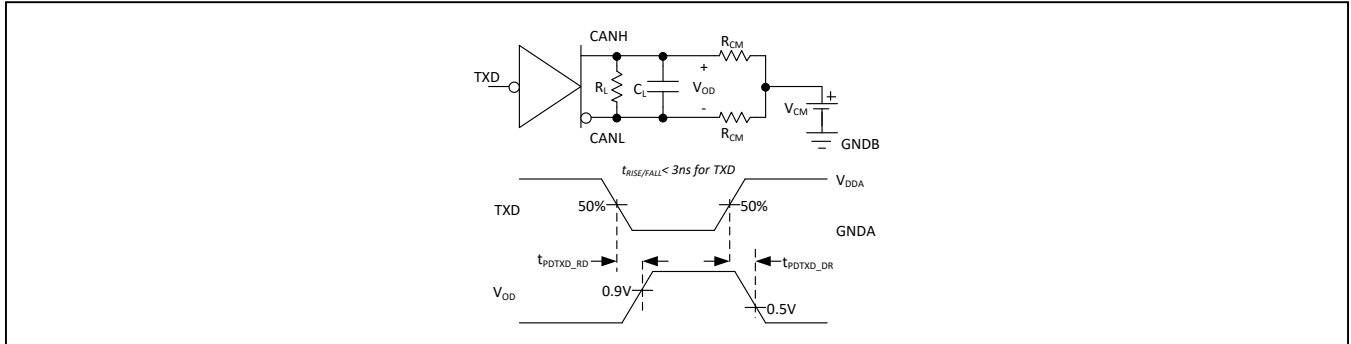 CANH
R_CM
TXD
R_L
C_L
+
V_OD
-
V_CM
+
R_CM
CANL
GNDB
t_RISE/FALL< 3ns for TXD
V_DDA
TXD
50%
50%
GNDA
t_PDTXD_RD
t_PDTXD_DR
V_OD
0.9V
0.5V